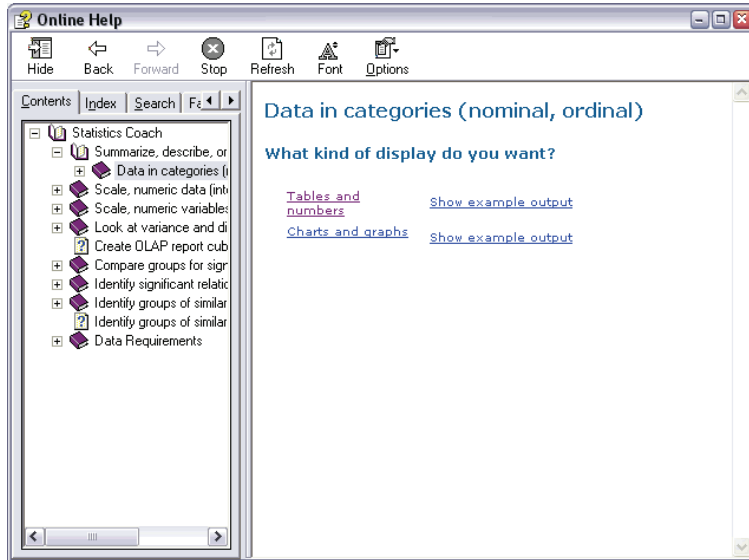 Online Help
Hide Back Forward Stop Refresh Font Options
Contents Index Search Fa
Statistics Coach
Summarize, describe, or
Data in categories (
Scale, numeric data (int
Scale, numeric variables
Look at variance and di
Create OLAP report cub
Compare groups for sigr
Identify significant relatic
Identify groups of similar
Identify groups of similar
Data Requirements
Data in categories (nominal, ordinal)
What kind of display do you want?
Tables and
numbers
Show example output
Charts and graphs
Show example output